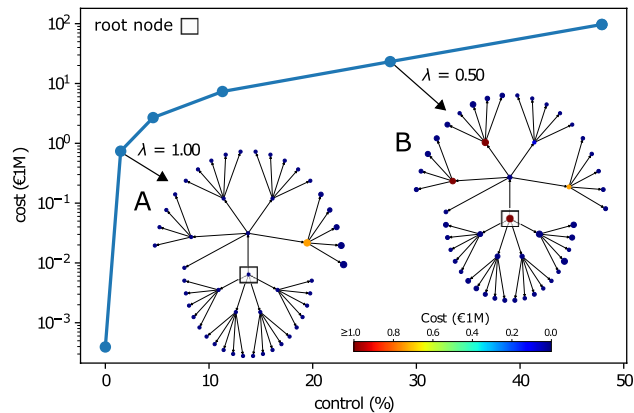 root node
10²
10¹
10⁰
10⁻¹
10⁻²
10⁻³
cost (€1M)
λ = 1.00
λ = 0.50
A
B
Cost (€1M)
≥1.0 0.8 0.6 0.4 0.2 0.0
0 10 20 30 40 50
control (%)